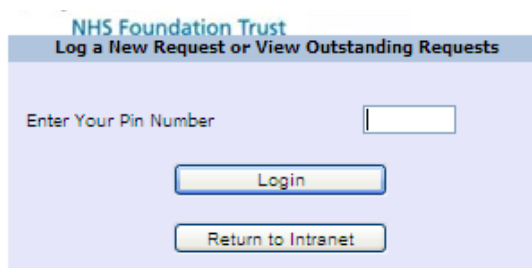 NHS Foundation Trust
Log a New Request or View Outstanding Requests
Enter Your Pin Number
Login
Return to Intranet